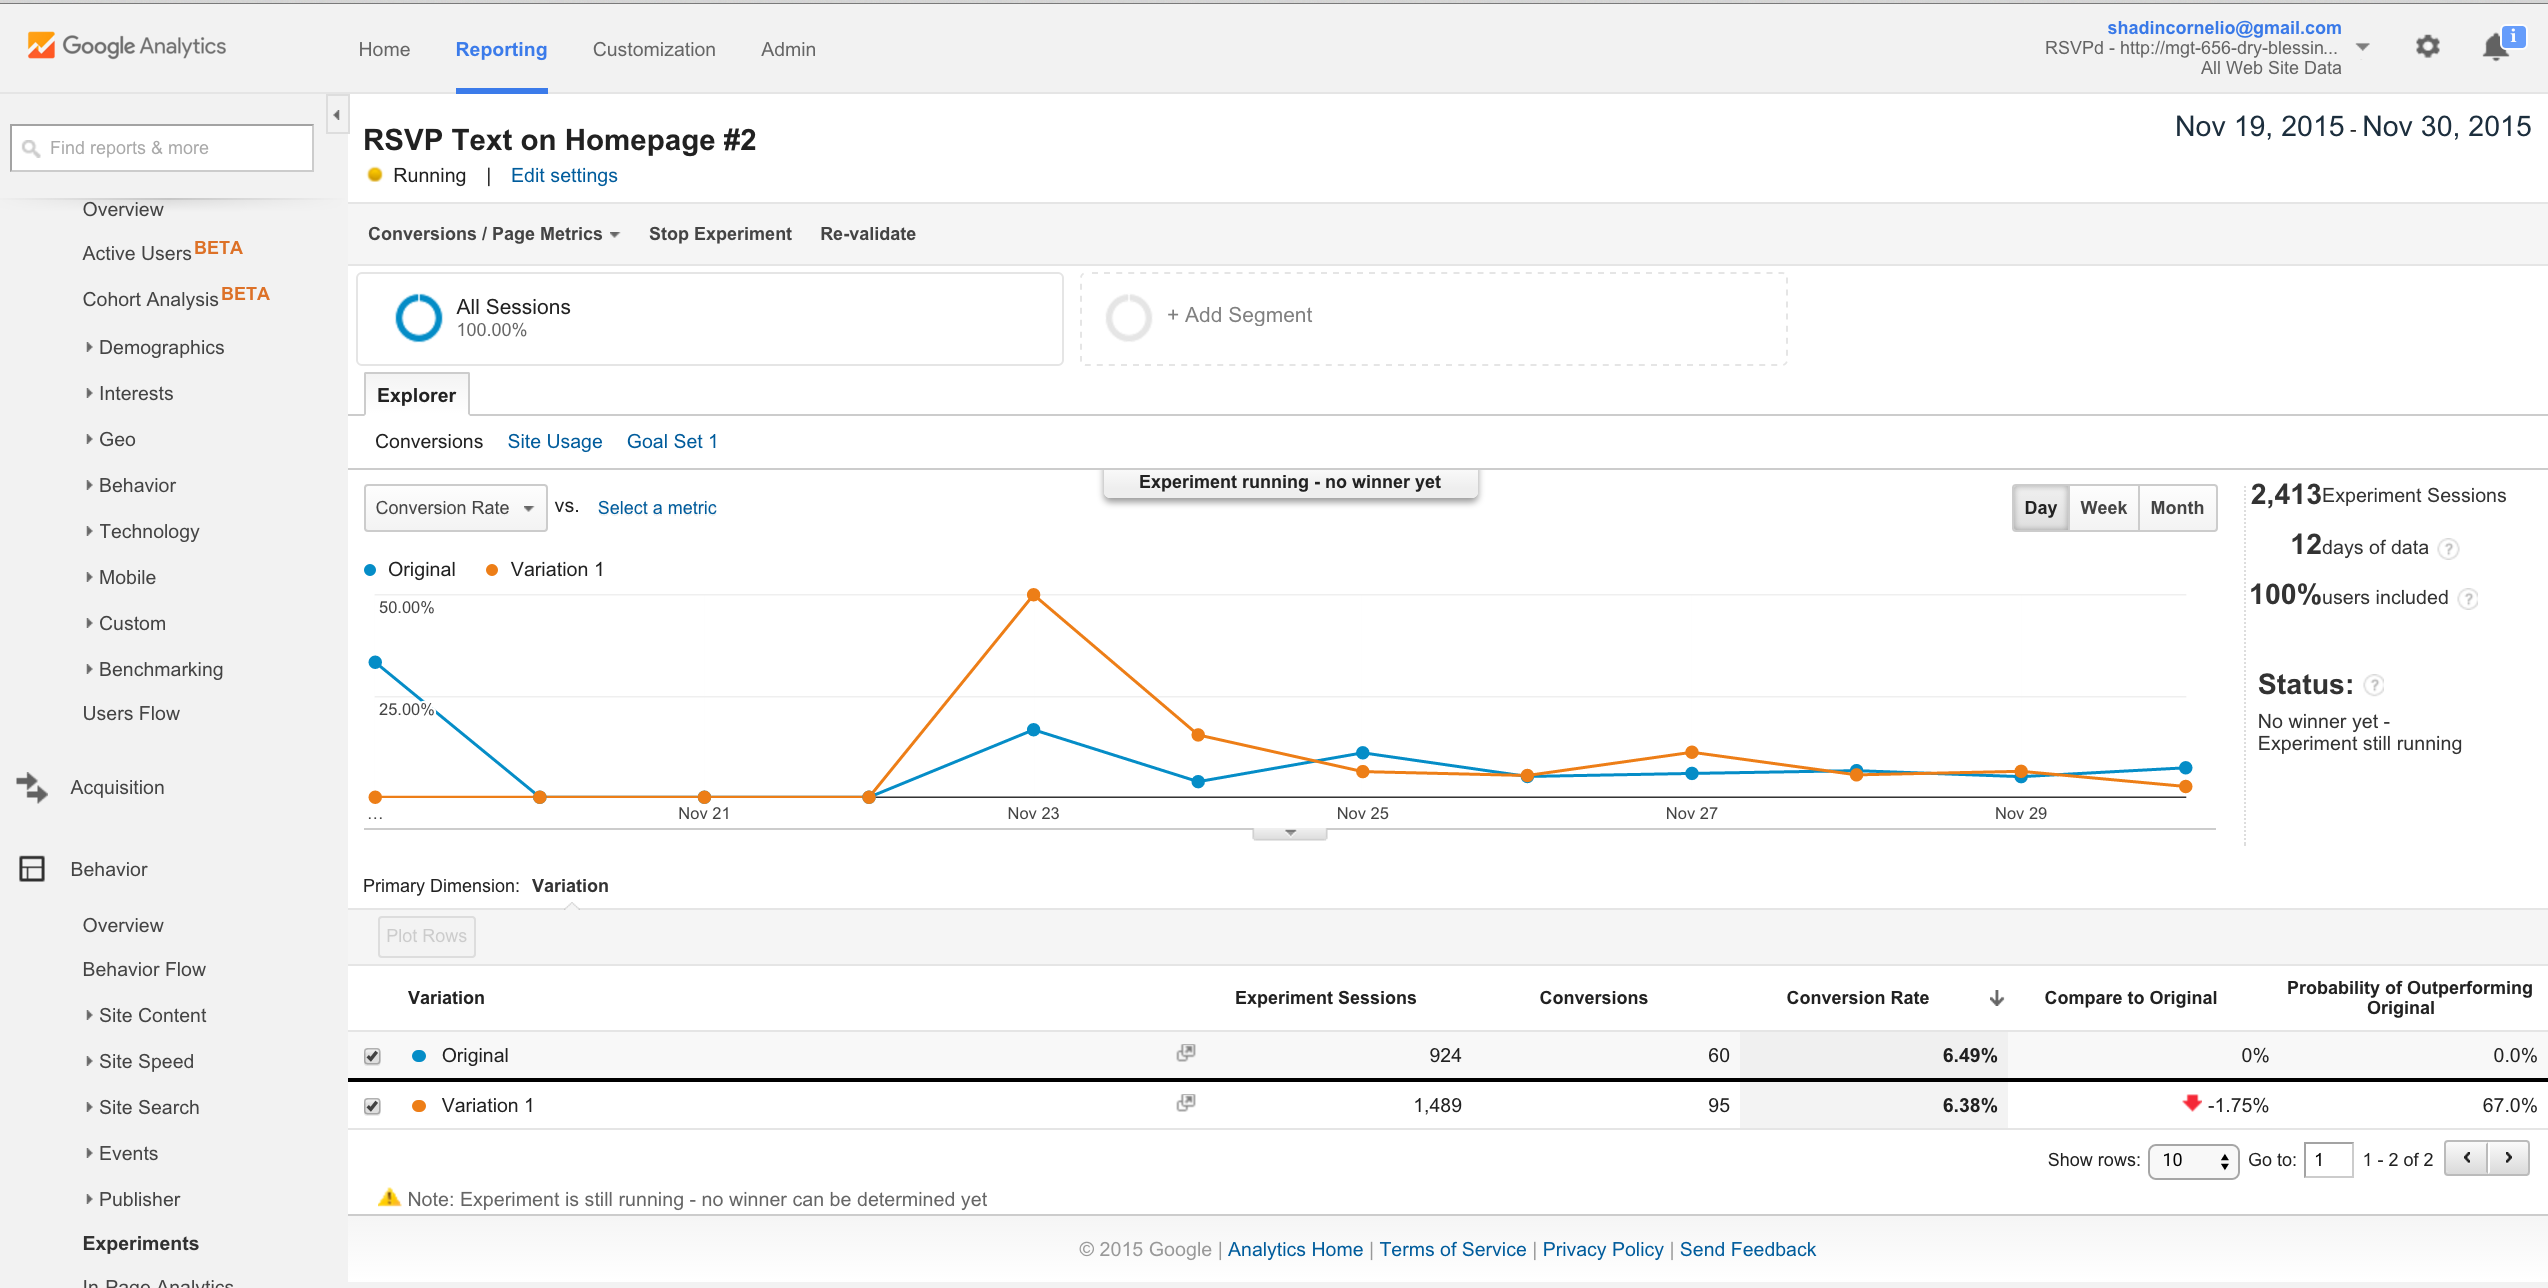 Google Analytics
Home Reporting Customization Admin
shadincornelio@gmail.com
RSVPd - http://mgt-656-dry-blessin...
All Web Site Data
i
Find reports & more
Overview
Active Users BETA
Cohort Analysis BETA
Demographics
Interests
Geo
Behavior
Technology
Mobile
Custom
Benchmarking
Users Flow
Acquisition
Behavior
Overview
Behavior Flow
Site Content
Site Speed
Site Search
Events
Publisher
Experiments
In-Page Analytics
RSVP Text on Homepage #2
Nov 19, 2015 - Nov 30, 2015
Running | Edit settings
Conversions / Page Metrics Stop Experiment Re-validate
All Sessions
100.00%
+ Add Segment
Explorer
Conversions Site Usage Goal Set 1
Experiment running - no winner yet
Conversion Rate vs. Select a metric
Day Week Month
Original Variation 1
50.00%
25.00%
... Nov 21 Nov 23 Nov 25 Nov 27 Nov 29
2,413 Experiment Sessions
12 days of data ?
100% users included ?
Status: ?
No winner yet -
Experiment still running
Primary Dimension: Variation
Plot Rows
Variation Experiment Sessions Conversions Conversion Rate Compare to Original Probability of Outperforming Original
Original 924 60 6.49% 0% 0.0%
Variation 1 1,489 95 6.38% -1.75% 67.0%
Show rows: 10 Go to: 1 1 - 2 of 2
Note: Experiment is still running - no winner can be determined yet
© 2015 Google | Analytics Home | Terms of Service | Privacy Policy | Send Feedback